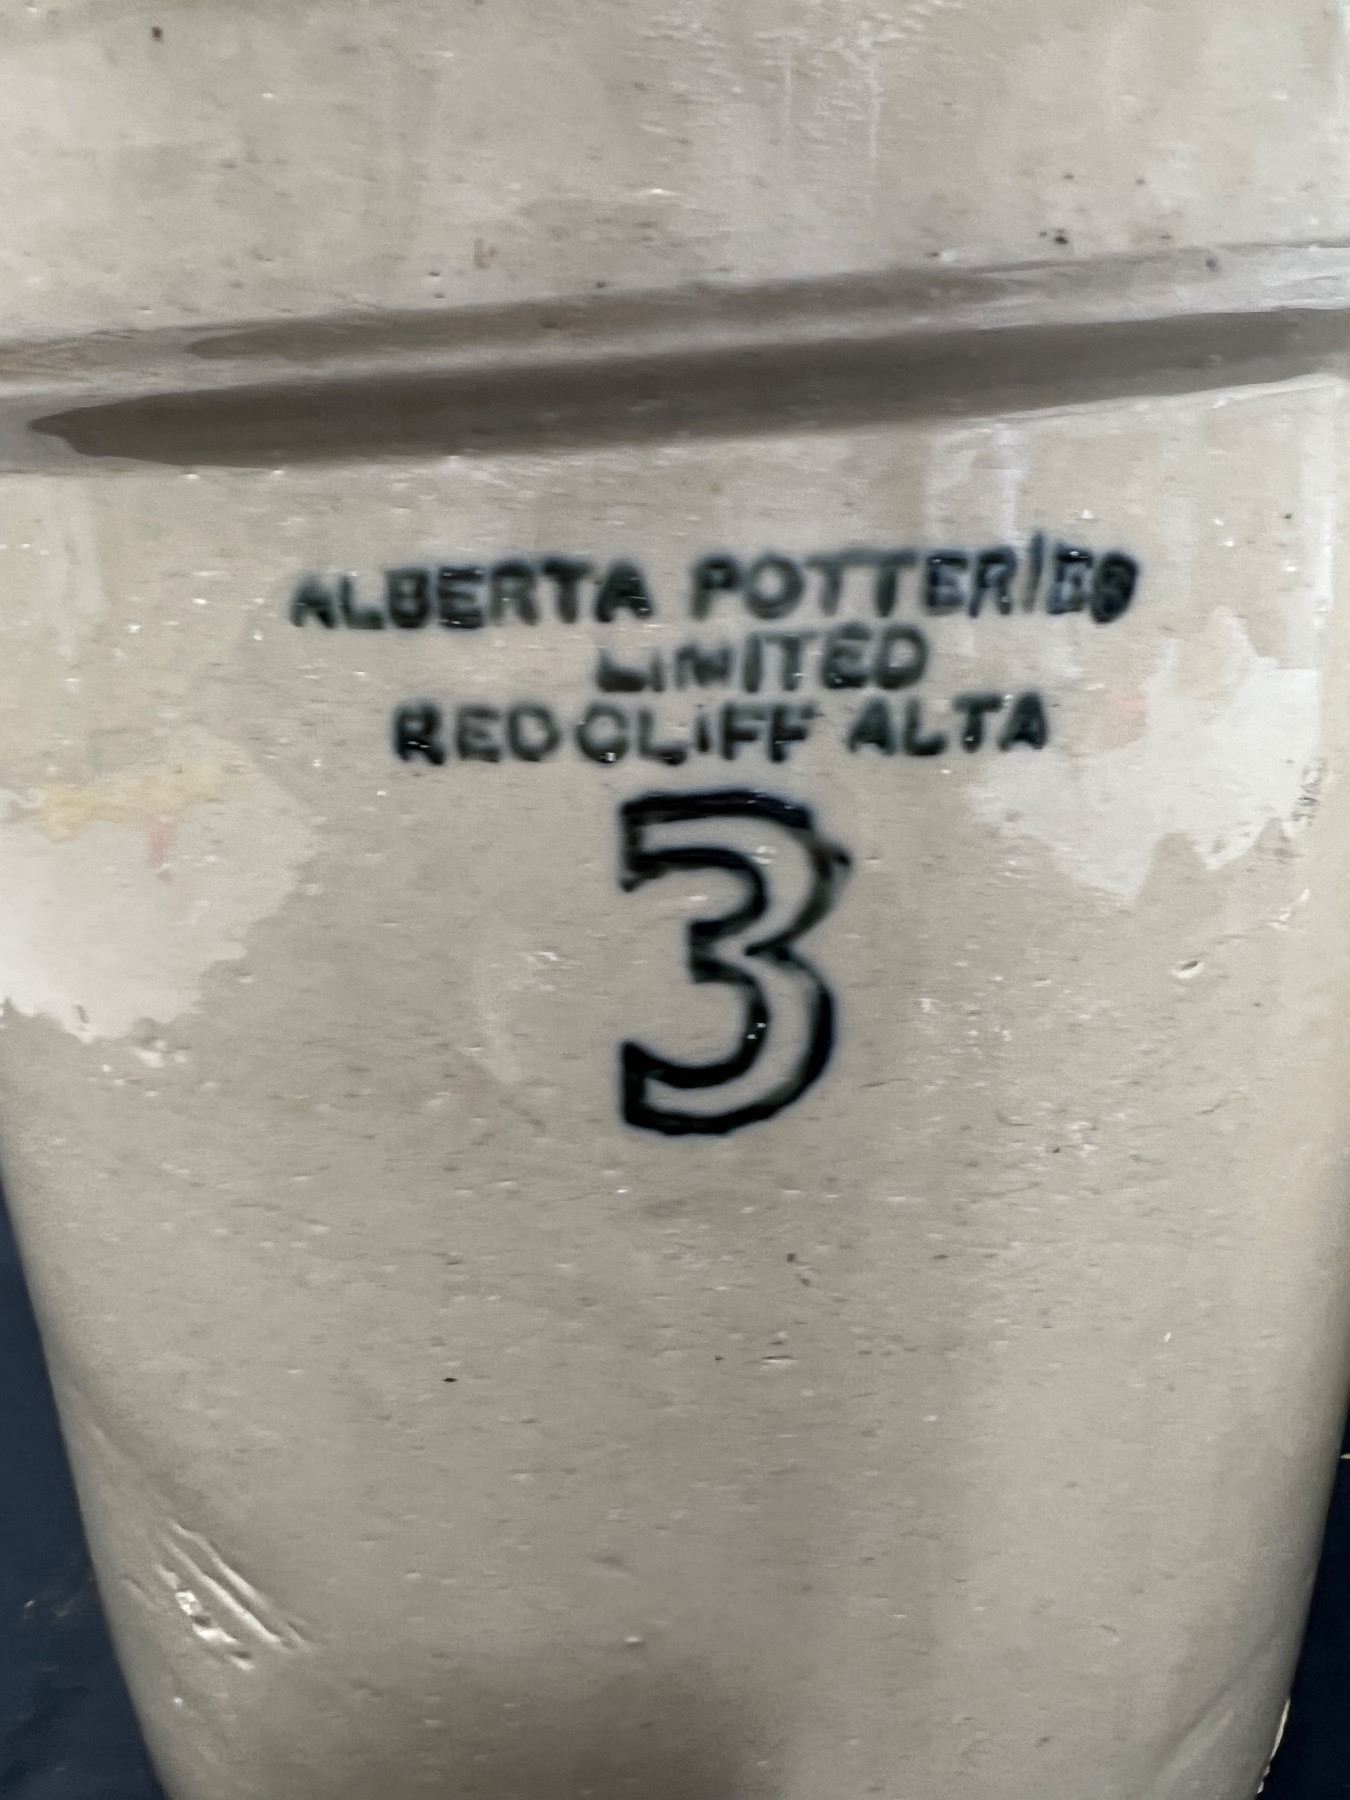 ALBERTA POTTERIES
LIMITED
REDCLIFF ALTA
3